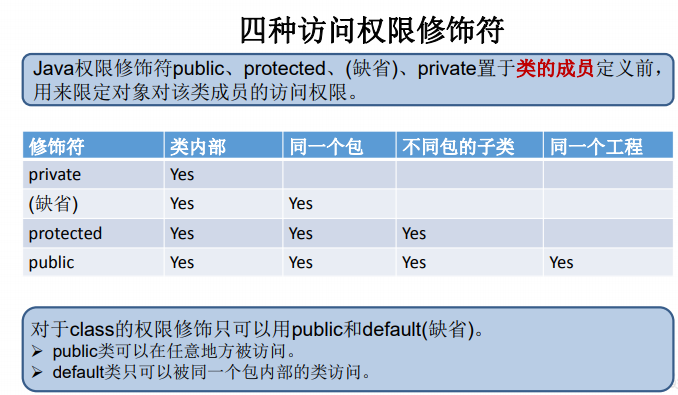 四种访问权限修饰符
Java权限修饰符public、protected、(缺省)、private置于类的成员定义前，
用来限定对象对该类成员的访问权限。
修饰符 类内部 同一个包 不同包的子类 同一个工程
private Yes
(缺省) Yes Yes
protected Yes Yes Yes
public Yes Yes Yes Yes
对于class的权限修饰只可以用public和default(缺省)。
➢ public类可以在任意地方被访问。
➢ default类只可以被同一个包内部的类访问。